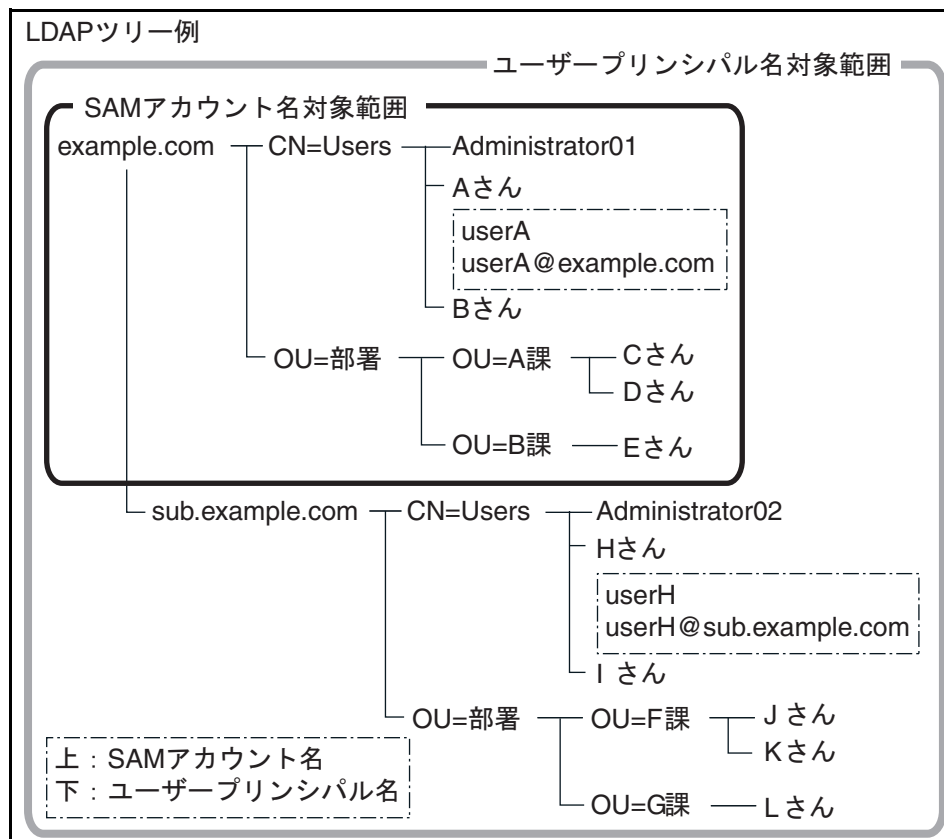 LDAPツリー例
ユーザープリンシパル名対象範囲
SAMアカウント名対象範囲
example.com CN=Users Administrator01
Aさん
userA
userA@example.com
Bさん
OU=部署 OU=A課 Cさん
Dさん
OU=B課 Eさん
sub.example.com CN=Users Administrator02
Hさん
userH
userH@sub.example.com
I さん
OU=部署 OU=F課 Jさん
Kさん
OU=G課 Lさん
上：SAMアカウント名
下：ユーザープリンシパル名